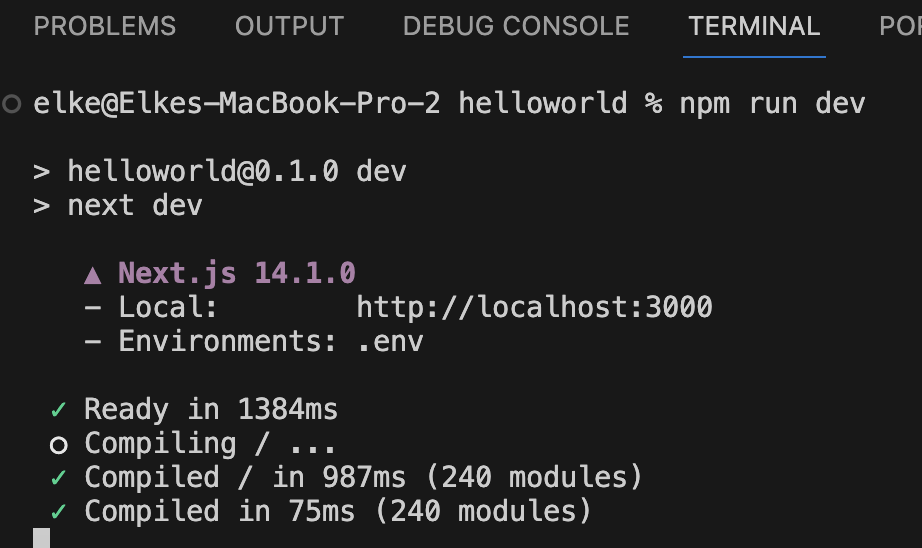 PROBLEMS OUTPUT DEBUG CONSOLE TERMINAL POR
elke@Elkes-MacBook-Pro-2 helloworld % npm run dev
> helloworld@0.1.0 dev
> next dev
▲ Next.js 14.1.0
- Local: http://localhost:3000
- Environments: .env
✓ Ready in 1384ms
○ Compiling / ...
✓ Compiled / in 987ms (240 modules)
✓ Compiled in 75ms (240 modules)